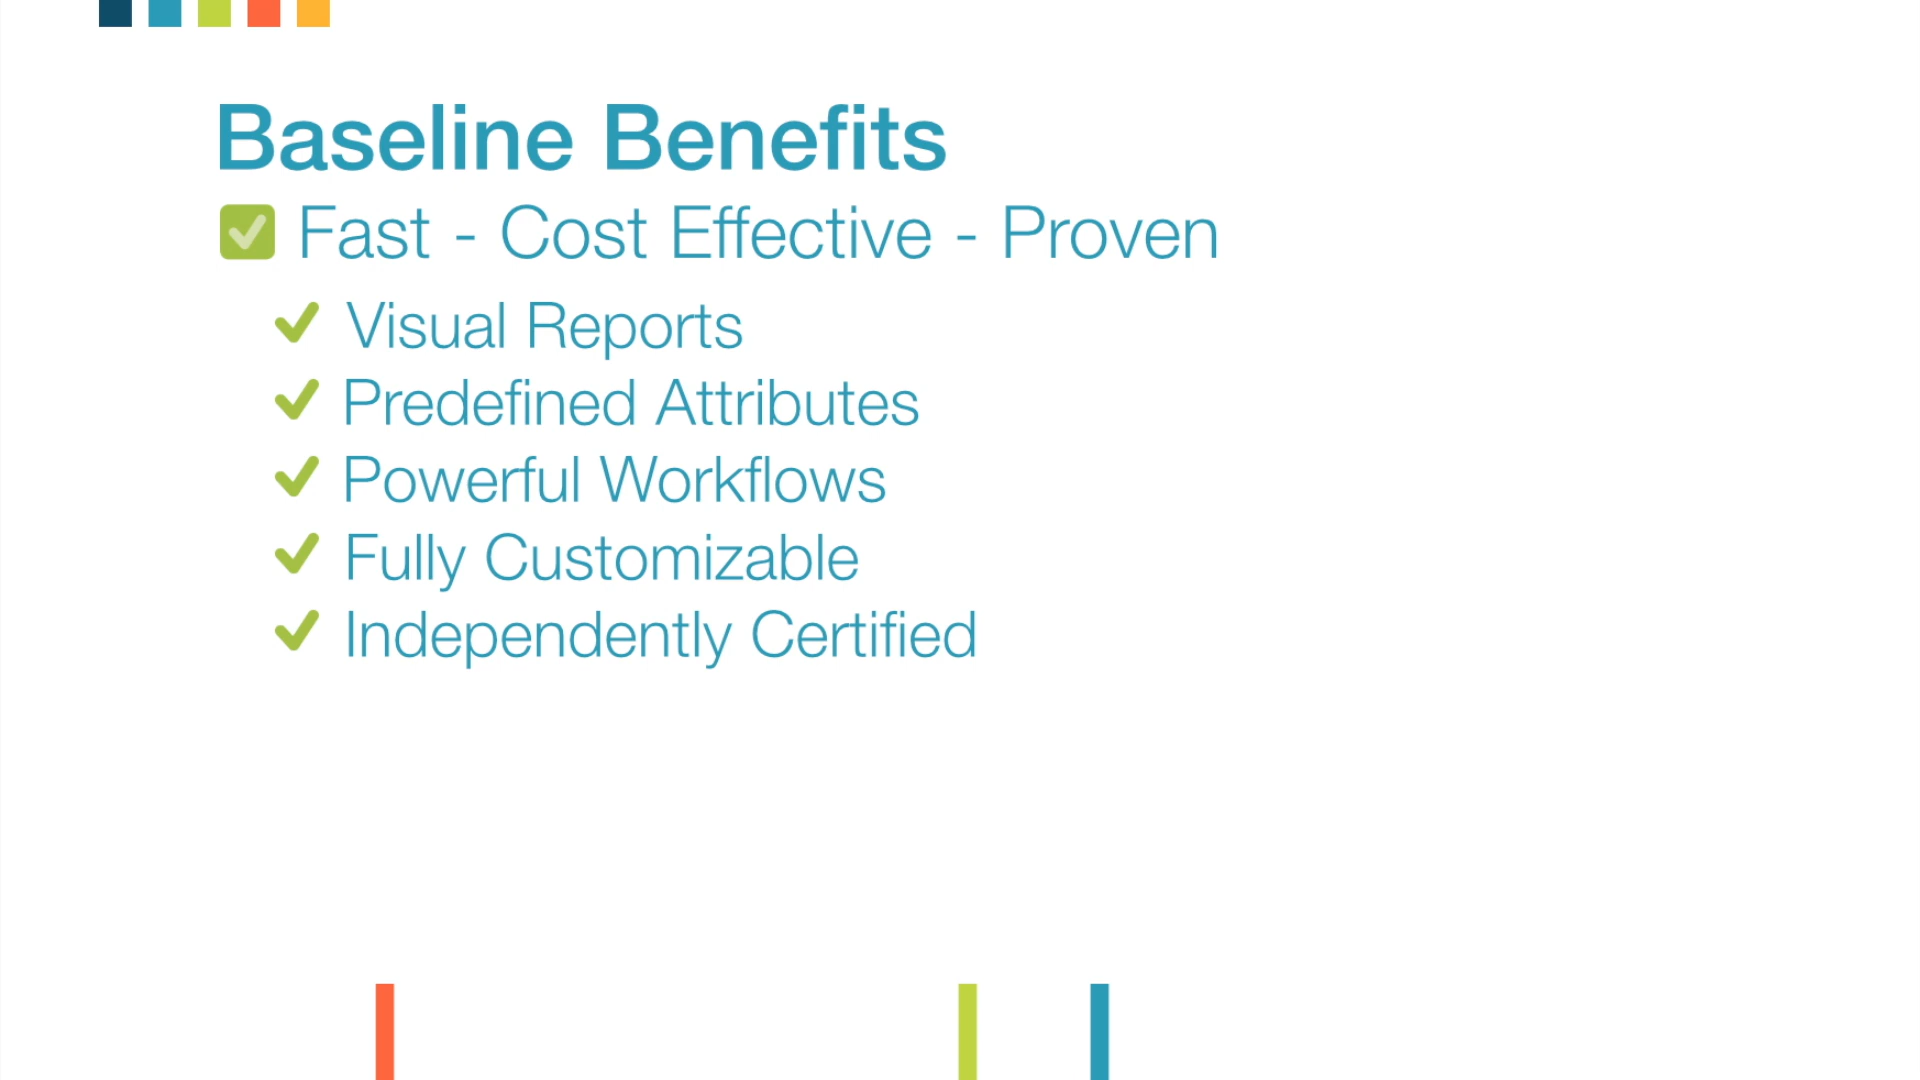 Baseline Benefits
Fast - Cost Effective - Proven
Visual Reports
Predefined Attributes
Powerful Workflows
Fully Customizable
Independently Certified